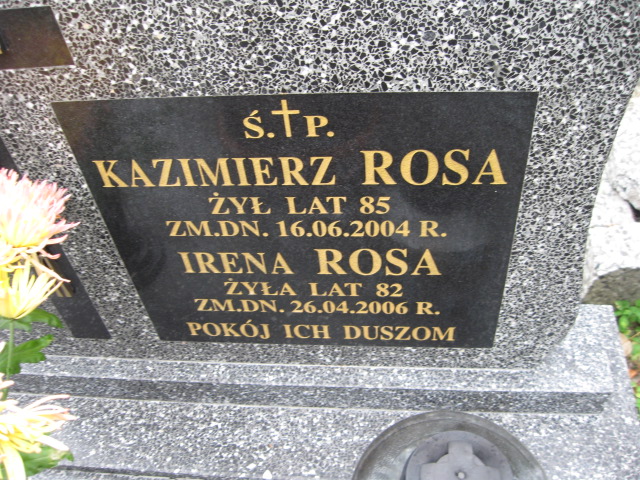 Ś.†P.
KAZIMIERZ ROSA
ŻYŁ LAT 85
ZM.DN. 16.06.2004 R.
IRENA ROSA
ŻYŁA LAT 82
ZM.DN. 26.04.2006 R.
POKÓJ ICH DUSZOM